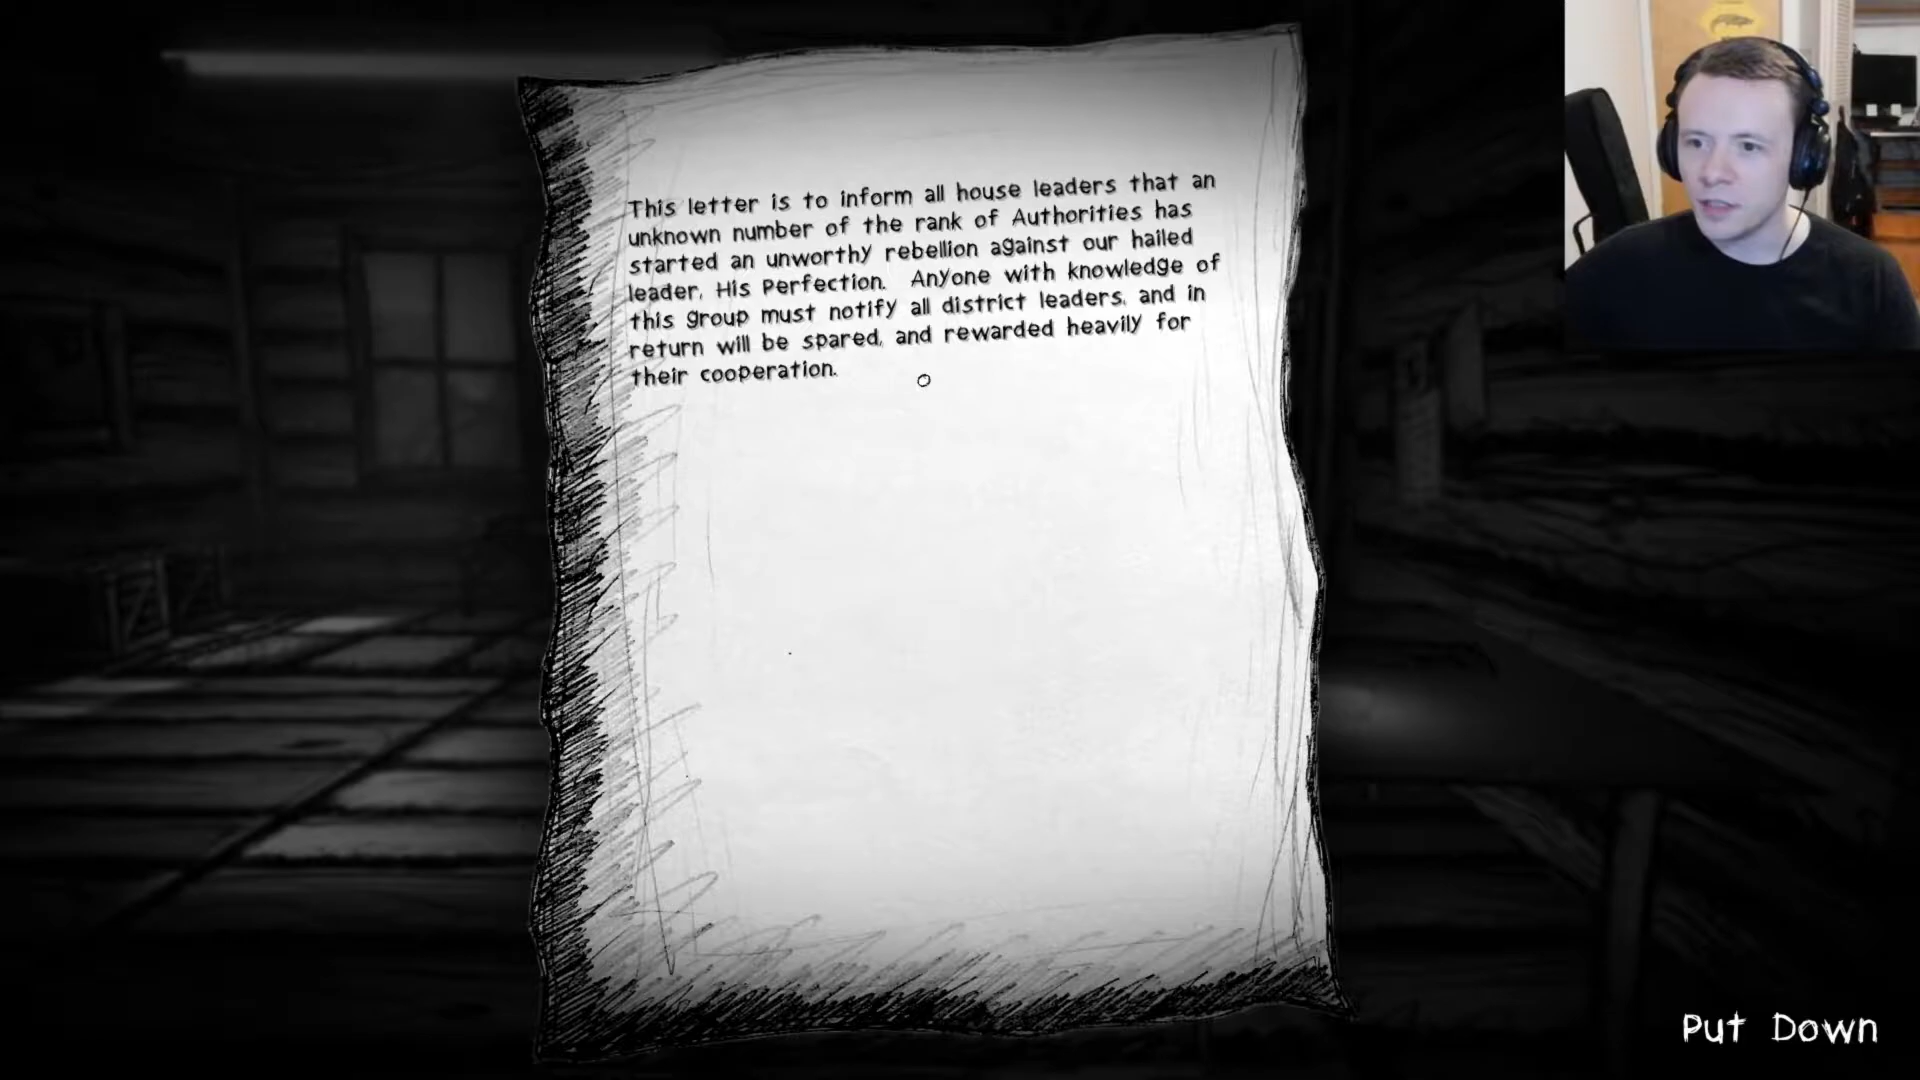 This letter is to inform all house leaders that an
unknown number of the rank of Authorities has
started an unworthy rebellion against our hailed
leader, His Perfection. Anyone with knowledge of
this group must notify all district leaders, and in
return will be spared, and rewarded heavily for
their cooperation.
Put Down